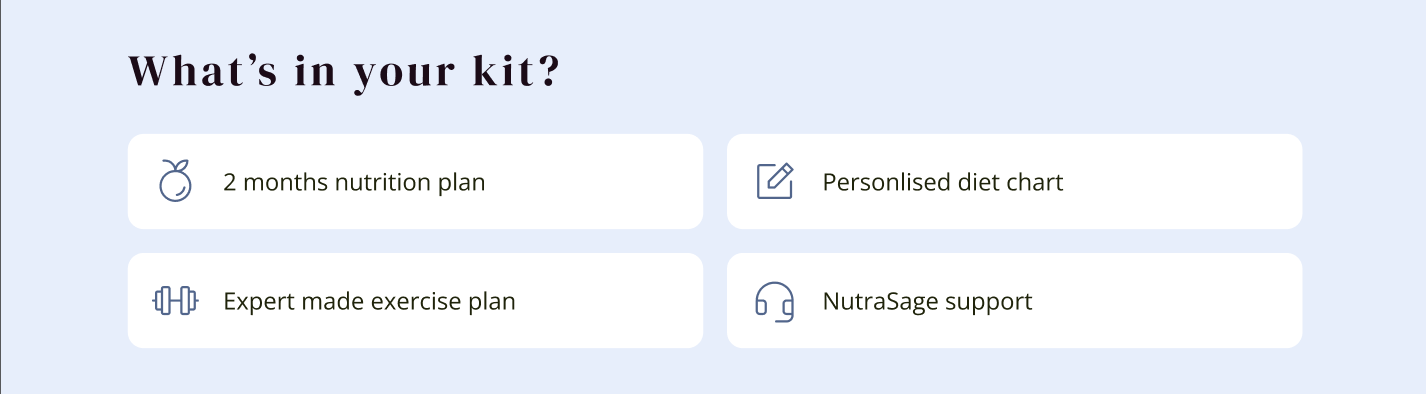 What’s in your kit?
2 months nutrition plan
Personlised diet chart
Expert made exercise plan
NutraSage support